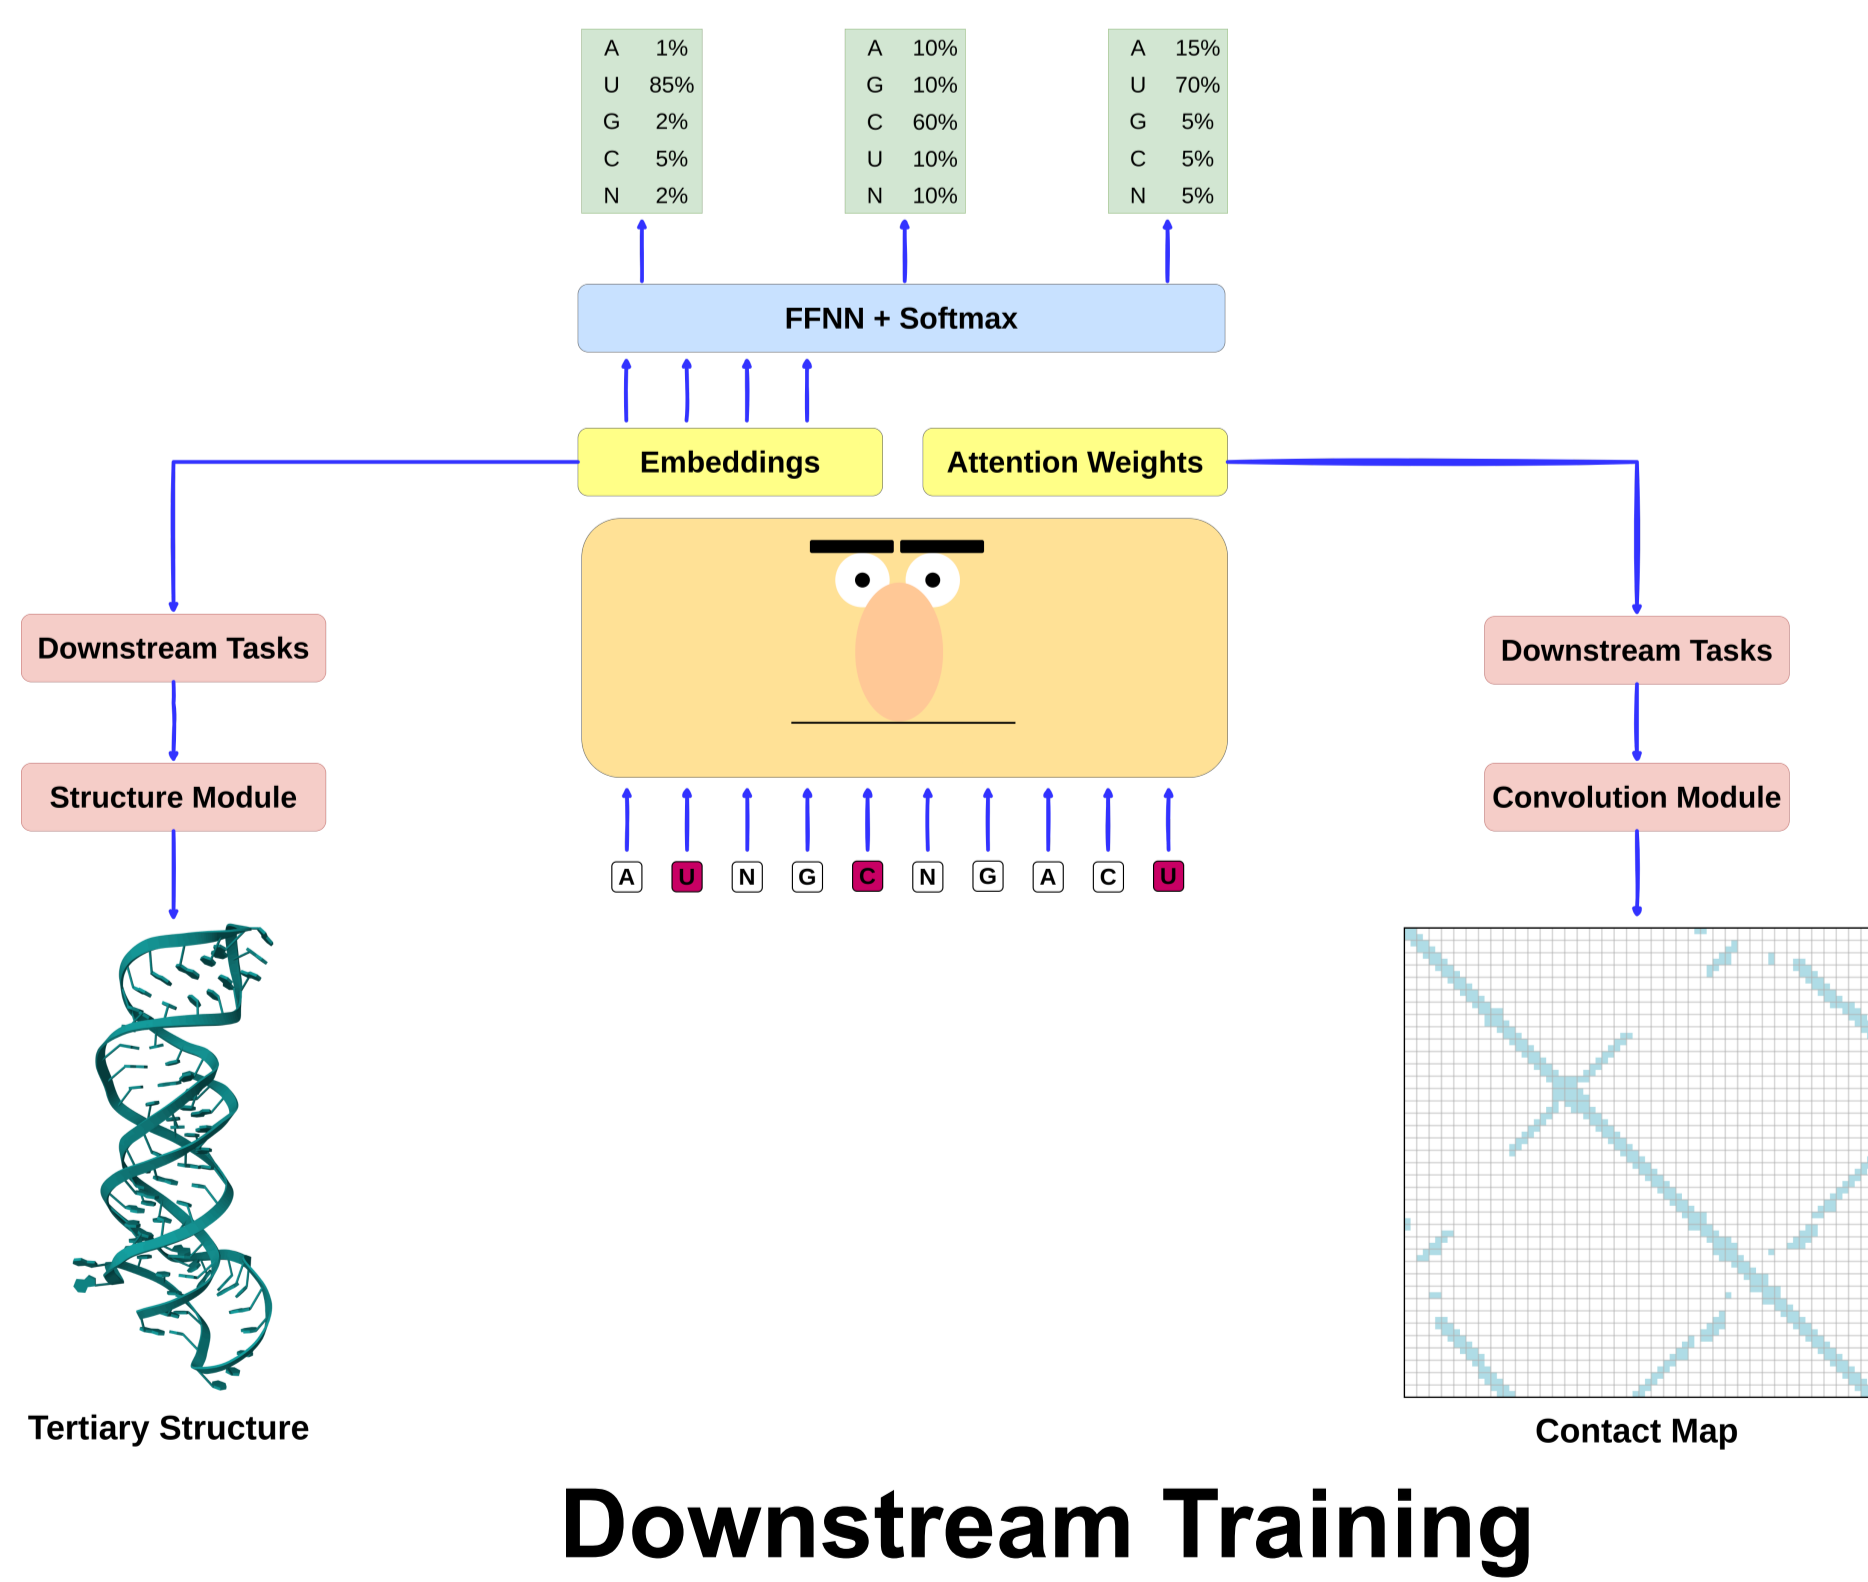 A 1% A 10% A 15%
U 85% G 10% U 70%
G 2% C 60% G 5%
C 5% U 10% C 5%
N 2% N 10% N 5%
FFNN + Softmax
Embeddings Attention Weights
Downstream Tasks Downstream Tasks
Structure Module Convolution Module
A U N G C N G A C U
Tertiary Structure Contact Map
Downstream Training